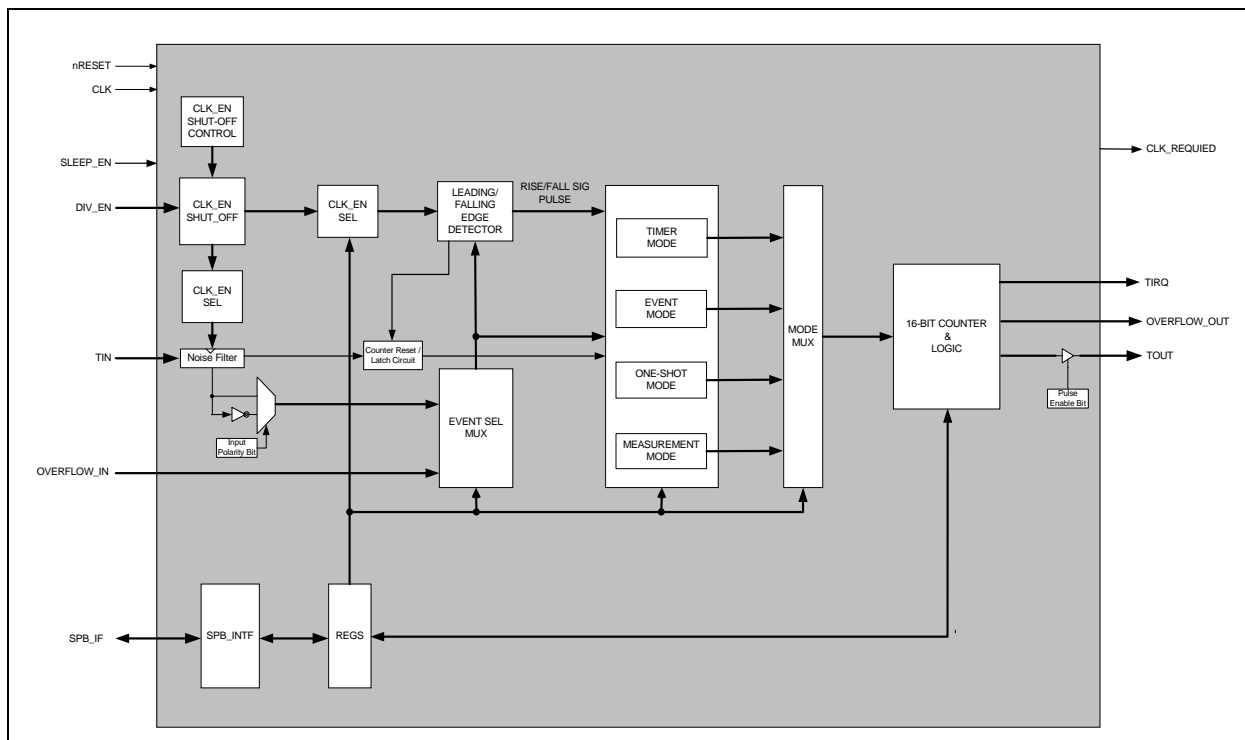 nRESET
CLK
CLK_EN
SHUT-OFF
CONTROL
SLEEP_EN
CLK_REQUIED
DIV_EN
CLK_EN
SHUT_OFF
CLK_EN
SEL
LEADING/
FALLING
EDGE
DETECTOR
RISE/FALL SIG
PULSE
TIMER
MODE
CLK_EN
SEL
EVENT
MODE
MODE
MUX
16-BIT COUNTER
&
LOGIC
TIRQ
OVERFLOW_OUT
TOUT
TIN
Noise Filter
Counter Reset /
Latch Circuit
ONE-SHOT
MODE
Pulse
Enable Bit
EVENT SEL
MUX
Input
Polarity Bit
MEASUREMENT
MODE
OVERFLOW_IN
SPB_IF
SPB_INTF
REGS